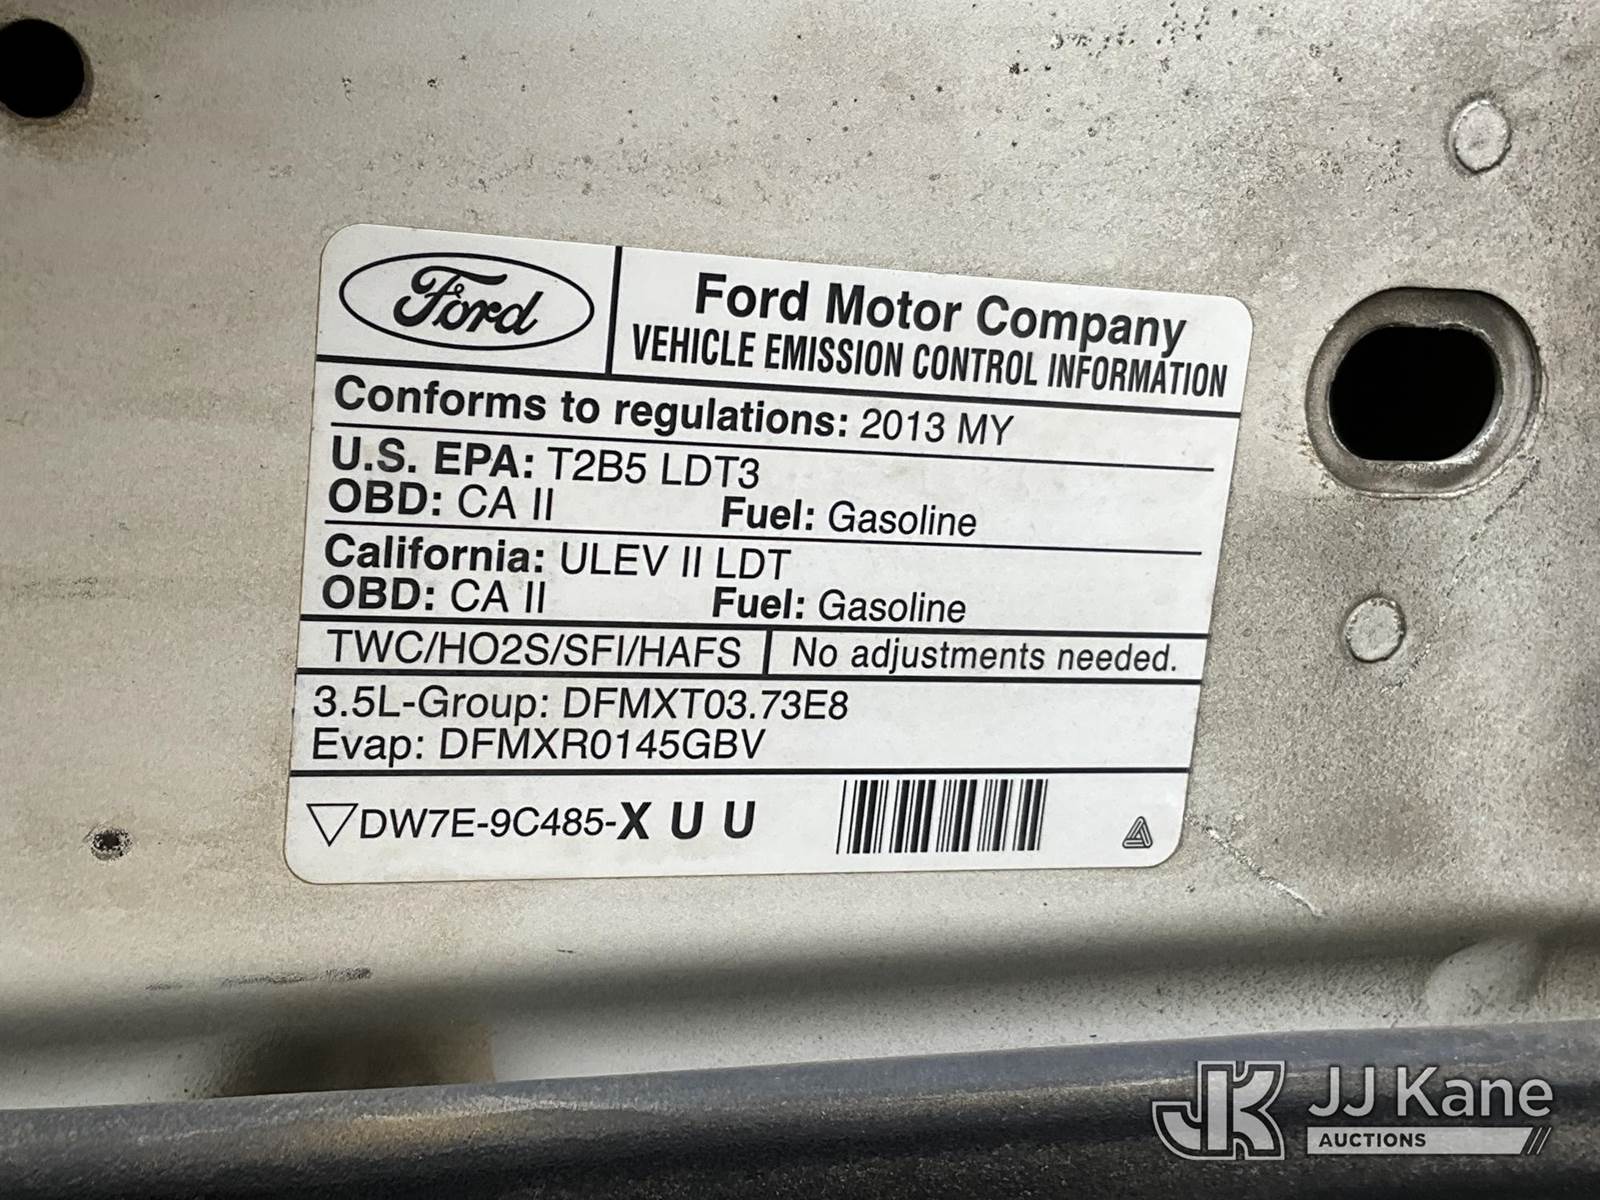 Ford
Ford Motor Company
VEHICLE EMISSION CONTROL INFORMATION
Conforms to regulations: 2013 MY
U.S. EPA: T2B5 LDT3
OBD: CA II Fuel: Gasoline
California: ULEV II LDT
OBD: CA II Fuel: Gasoline
TWC/HO2S/SFI/HAFS No adjustments needed.
3.5L-Group: DFMXT03.73E8
Evap: DFMXR0145GBV
DW7E-9C485-X U U
JK JJ Kane
AUCTIONS